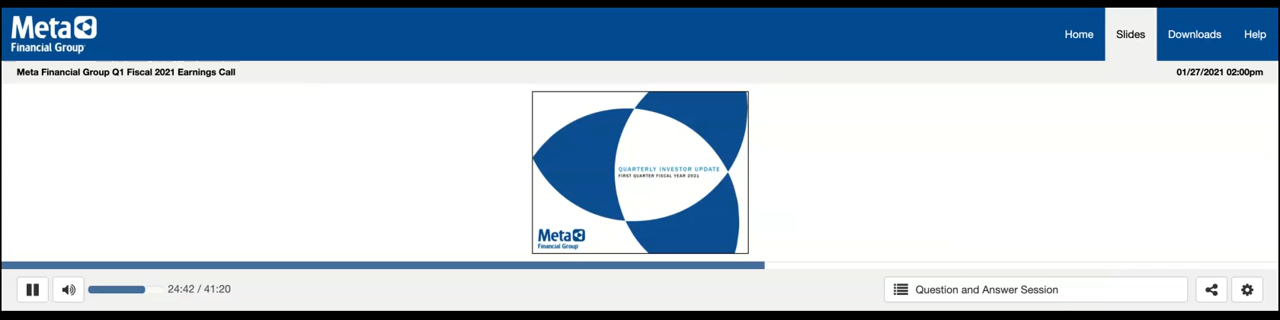 Meta
Financial Group
Home
Slides
Downloads
Help
Meta Financial Group Q1 Fiscal 2021 Earnings Call
01/27/2021 02:00pm
QUARTERLY INVESTOR UPDATE
FIRST QUARTER FISCAL YEAR 2021
Meta
Financial Group
24:42 / 41:20
Question and Answer Session